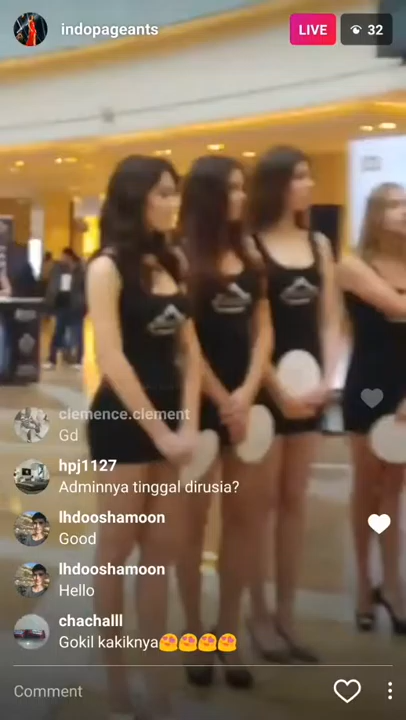 indopageants
LIVE
32
clemence.clement
Gd
hpj1127
Adminnya tinggal dirusia?
lhdooshamoon
Good
lhdooshamoon
Hello
chachalll
Gokil kakiknya😍😍😍😍
Comment